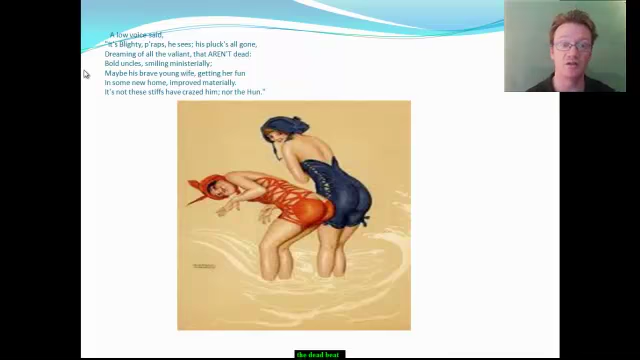 A low voice said,
"It's Blighty, p'raps, he sees; his pluck's all gone,
Dreaming of all the valiant, that AREN'T dead:
Bold uncles, smiling ministerially;
Maybe his brave young wife, getting her fun
In some new home, improved materially.
It's not these stiffs have crazed him; nor the Hun."
the dead beat